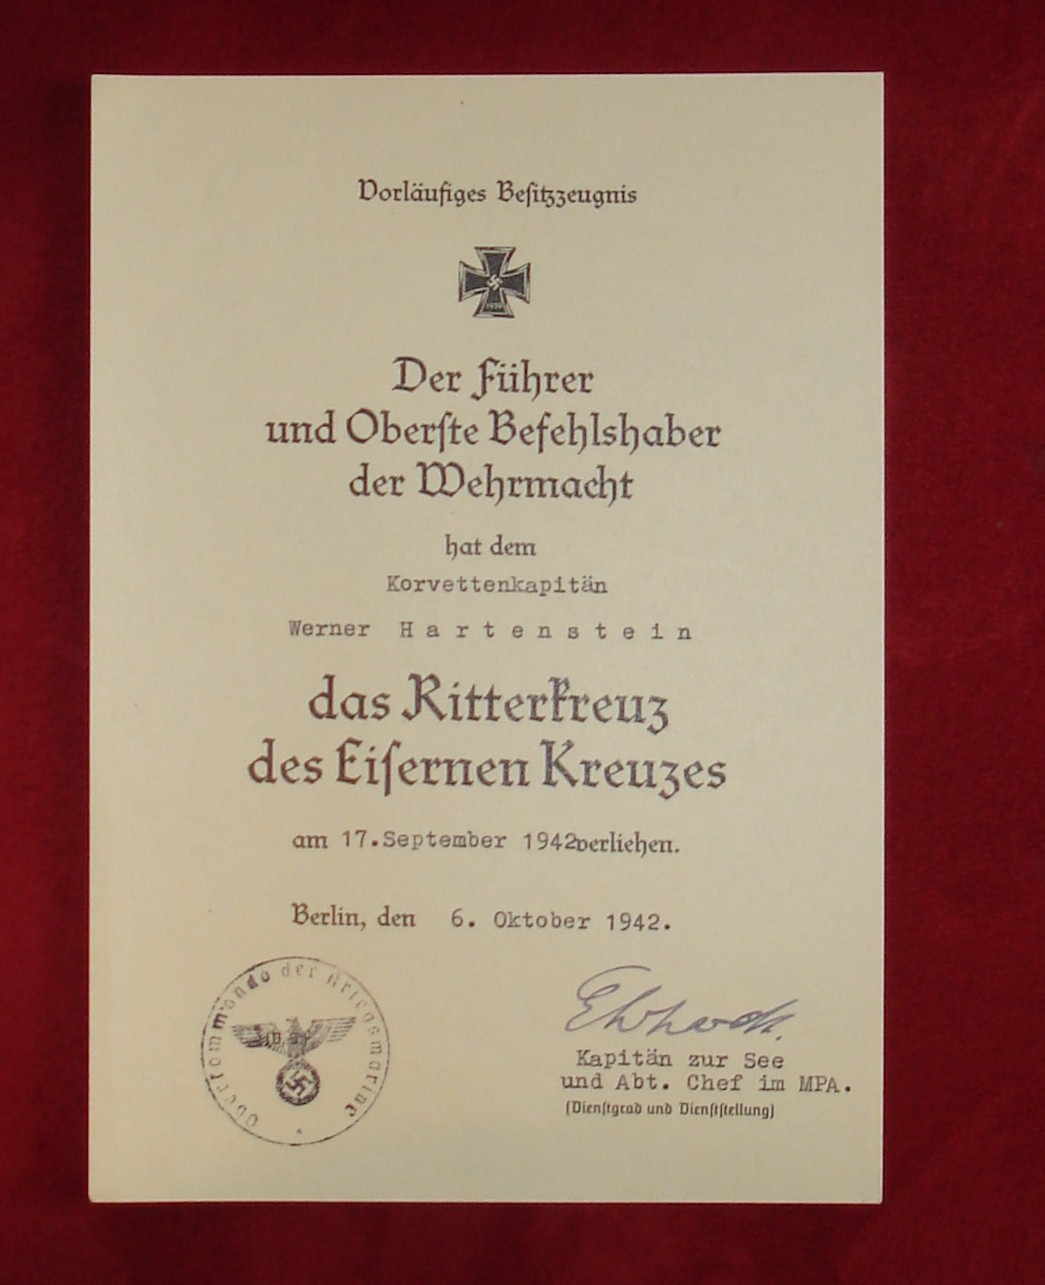 Vorläufiges Besitzzeugnis
Der Führer
und Oberste Befehlshaber
der Wehrmacht
hat dem
Korvettenkapitän
Werner Hartenstein
das Ritterkreuz
des Eisernen Kreuzes
am 17.September 1942 verliehen.
Berlin, den 6. Oktober 1942.
Oberkommando der Kriegsmarine
Kapitän zur See
und Abt. Chef im MPA.
(Dienstgrad und Dienststellung)